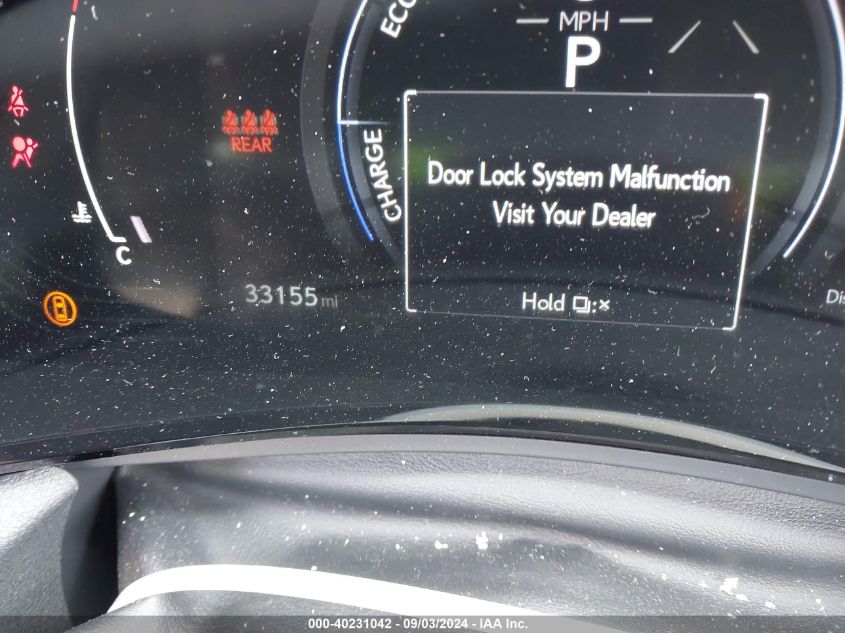 ECO
MPH
P
REAR
CHARGE
Door Lock System Malfunction
Visit Your Dealer
C
33155 mi
Hold :×
Dis
000-40231042 - 09/03/2024 - IAA Inc.